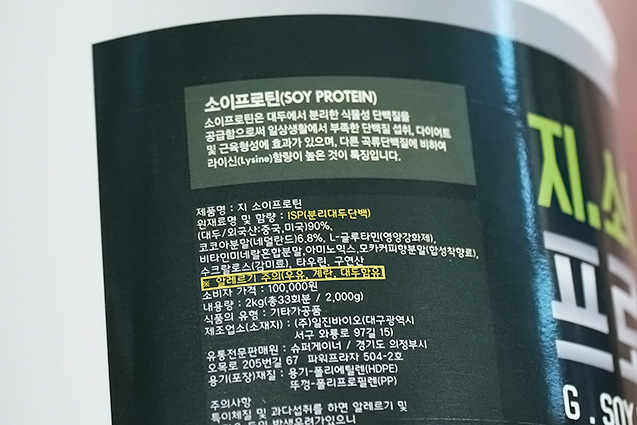 소이프로틴(SOY PROTEIN)
소이프로틴은 대두에서 분리한 식물성 단백질을
공급함으로써 일상생활에서 부족한 단백질 섭취, 다이어트
및 근육형성에 효과가 있으며, 다른 곡류단백질에 비하여
라이신(Lysine)함량이 높은 것이 특징입니다.
제품명 : 지 소이프로틴
원재료명 및 함량 : ISP(분리대두단백)
(대두/외국산:중국,미국)90%,
코코아분말(네덜란드)6.8%, L-글루타민(영양강화제),
비타민미네랄혼합분말,아미노믹스,모카커피향분말(합성착향료),
수크랄로스(감미료), 타우린, 구연산
※ 알레르기 주의(우유, 계란, 대두함유)
소비자 가격 : 100,000원
내용량 : 2kg(총33회분 / 2,000g)
식품의 유형 : 기타가공품
제조업소(소재지) : (주)일진바이오(대구광역시
서구 와룡로 97길 15)
유통전문판매원 : 슈퍼게이너 / 경기도 의정부시
오목로 205번길 67 파워프라자 504-2호
용기(포장)재질 : 용기-폴리에틸렌(HDPE)
뚜껑-폴리프로필렌(PP)
주의사항
특이체질 및 과다섭취를 하면 알레르기 및
지.소
G . SOY